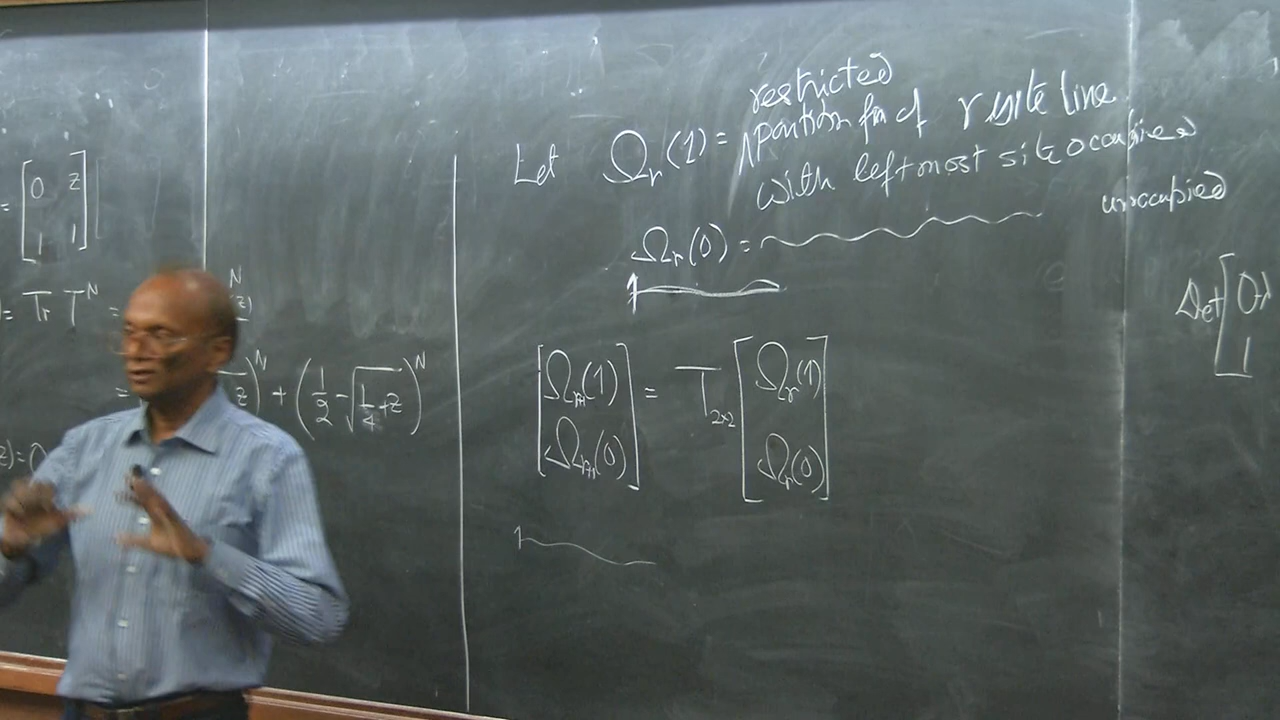 = [0 z
1 1]
= Tr T^N =
= z)^N + (1/2 - √(1/4 + z))^N
Let Ω_r(1) = restricted
partition fn of r site line
with leftmost site occupied
Ω_r(0) = unoccupied
[Ω_{r+1}(1)
Ω_{r+1}(0)] = T_{2×2} [Ω_r(1)
Ω_r(0)]
Det [0-λ
1